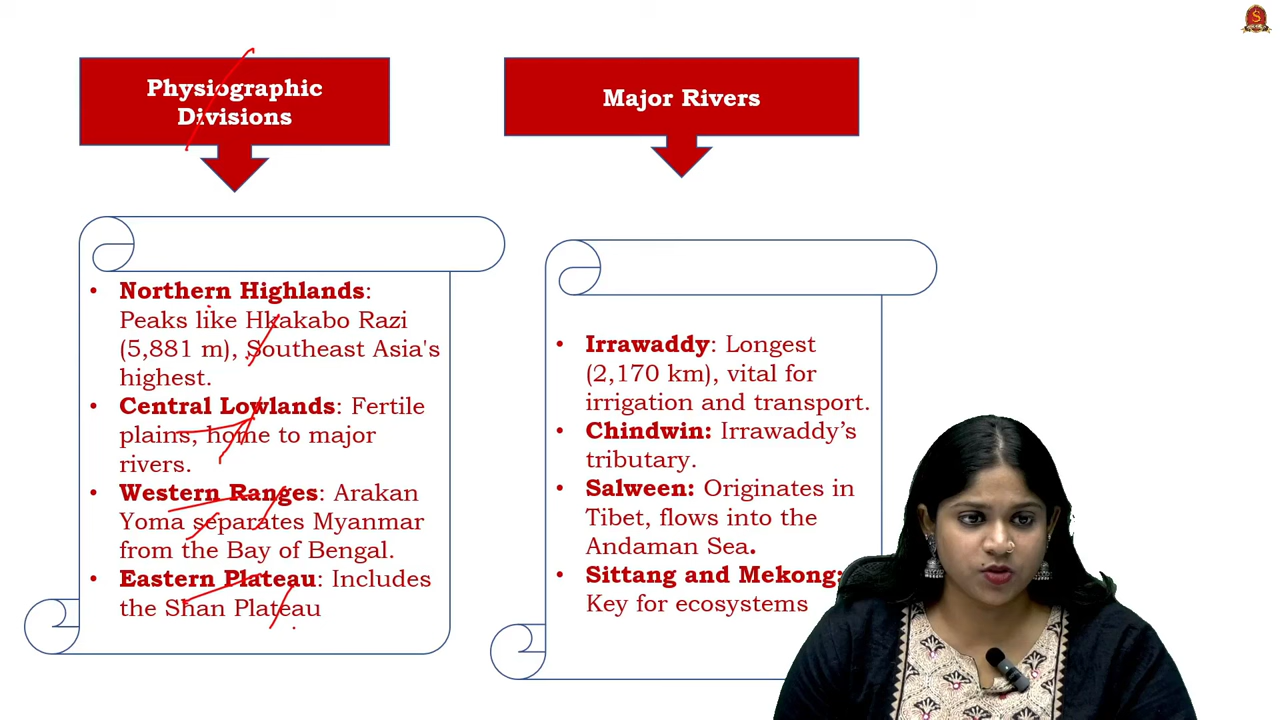 Physiographic
Divisions
Major Rivers
• Northern Highlands:
Peaks like Hkakabo Razi
(5,881 m), Southeast Asia's
highest.
• Central Lowlands: Fertile
plains, home to major
rivers.
• Western Ranges: Arakan
Yoma separates Myanmar
from the Bay of Bengal.
• Eastern Plateau: Includes
the Shan Plateau
• Irrawaddy: Longest
(2,170 km), vital for
irrigation and transport.
• Chindwin: Irrawaddy’s
tributary.
• Salween: Originates in
Tibet, flows into the
Andaman Sea.
• Sittang and Mekong:
Key for ecosystems